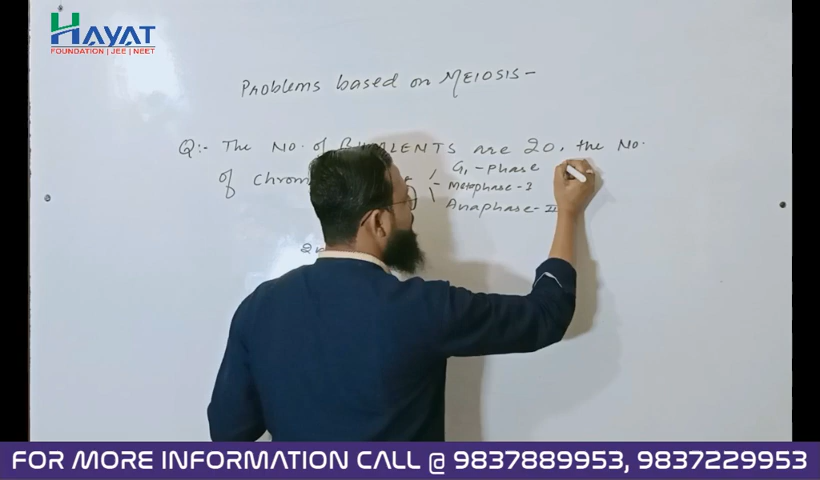 HAYAT
FOUNDATION | JEE | NEET
Problems based on MEIOSIS -
Q:- The No. of are 20, the No.
of G1 - Phase
Metaphase - I
Anaphase - II
FOR MORE INFORMATION CALL @ 9837889953, 9837229953